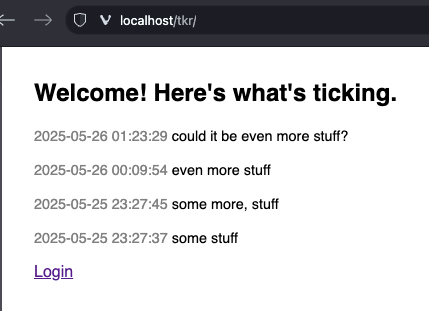 localhost/tkr/
Welcome! Here's what's ticking.
2025-05-26 01:23:29 could it be even more stuff?
2025-05-26 00:09:54 even more stuff
2025-05-25 23:27:45 some more, stuff
2025-05-25 23:27:37 some stuff
Login